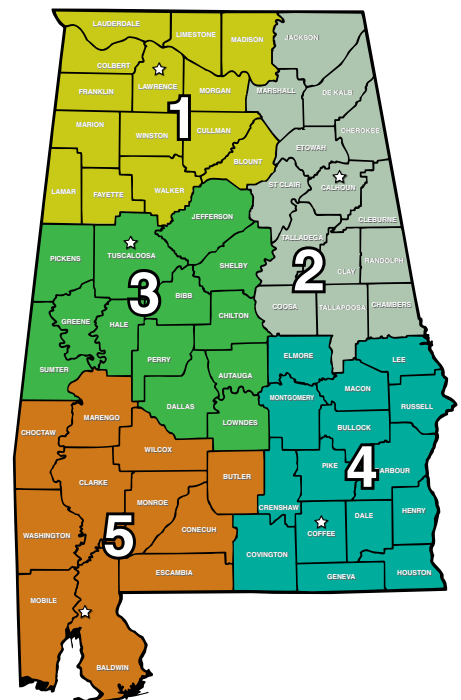 LAUDERDALE
LIMESTONE
MADISON
JACKSON
COLBERT
FRANKLIN
LAWRENCE
MORGAN
MARSHALL
DE KALB
1
MARION
WINSTON
CULLMAN
CHEROKEE
ETOWAH
BLOUNT
LAMAR
FAYETTE
WALKER
ST CLAIR
CALHOUN
JEFFERSON
CLEBURNE
TALLADEGA
PICKENS
TUSCALOOSA
SHELBY
2
CLAY
RANDOLPH
3
BIBB
COOSA
TALLAPOOSA
CHAMBERS
GREENE
HALE
CHILTON
SUMTER
PERRY
AUTAUGA
ELMORE
LEE
MACON
MONTGOMERY
RUSSELL
DALLAS
MARENGO
LOWNDES
BULLOCK
CHOCTAW
WILCOX
PIKE
4
ARBOUR
BUTLER
CLARKE
MONROE
CRENSHAW
DALE
HENRY
CONECUH
COFFEE
WASHINGTON
5
COVINGTON
ESCAMBIA
GENEVA
HOUSTON
MOBILE
BALDWIN